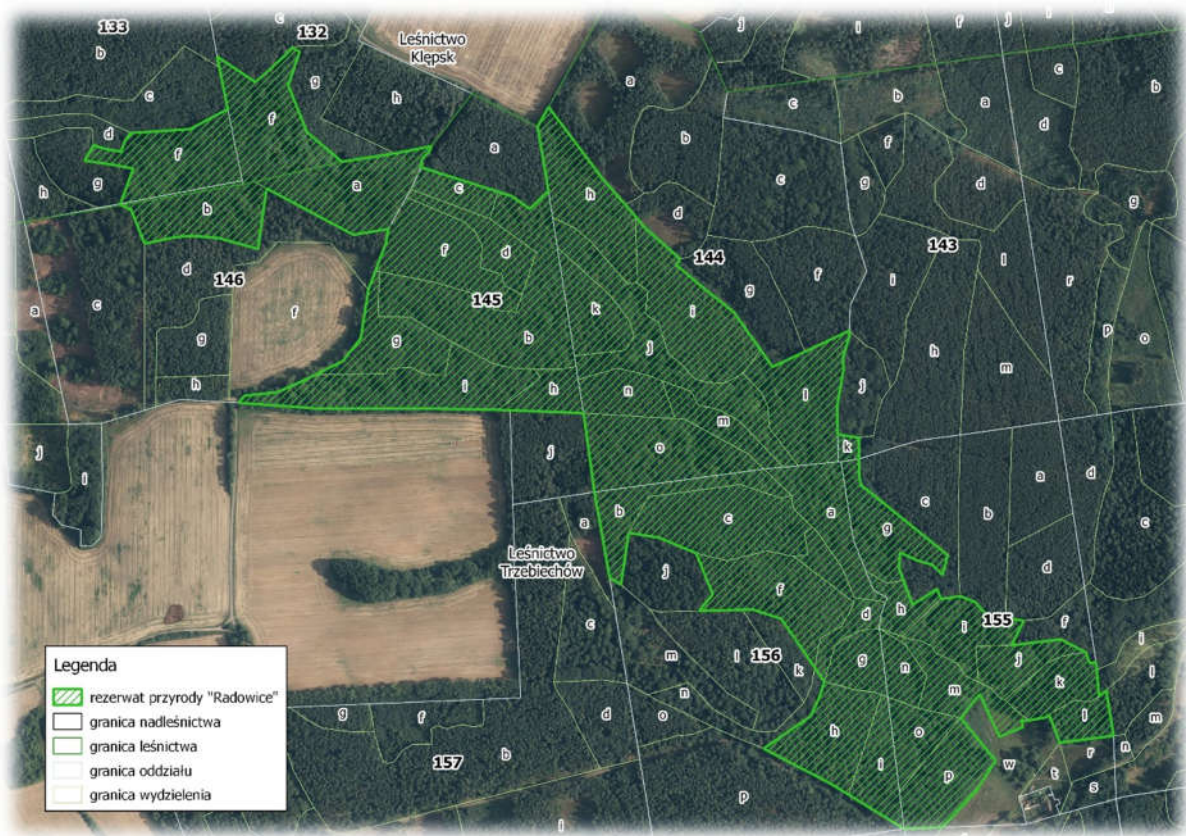 133
132
Leśnictwo
Klępsk
c
b
g
h
c
d
f
f
a
h
g
b
a
c
a
b
c
d
h
j
i
f
j
i
f
c
b
a
d
c
b
f
g
d
g
146
d
c
a
g
f
h
145
f
d
k
g
b
i
h
144
g
f
i
j
n
m
l
o
143
i
l
r
h
m
p
o
j
j
i
j
k
a
b
c
a
g
c
b
a
d
d
c
Leśnictwo
Trzebiechów
j
f
c
m
l
156
k
n
o
d
d
h
g
n
m
i
155
f
j
k
l
i
l
m
n
h
i
o
p
w
t
r
s
g
f
157
b
p
i
Legenda
rezerwat przyrody "Radowice"
granica nadleśnictwa
granica leśnictwa
granica oddziału
granica wydzielenia